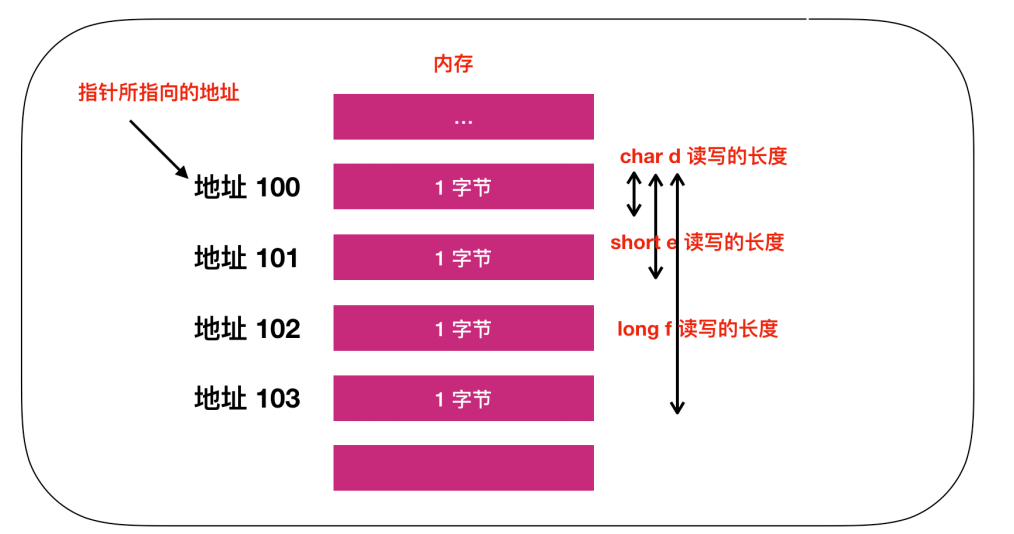 内存
指针所指向的地址
...
char d 读写的长度
地址 100
1 字节
short e 读写的长度
地址 101
1 字节
long f 读写的长度
地址 102
1 字节
地址 103
1 字节